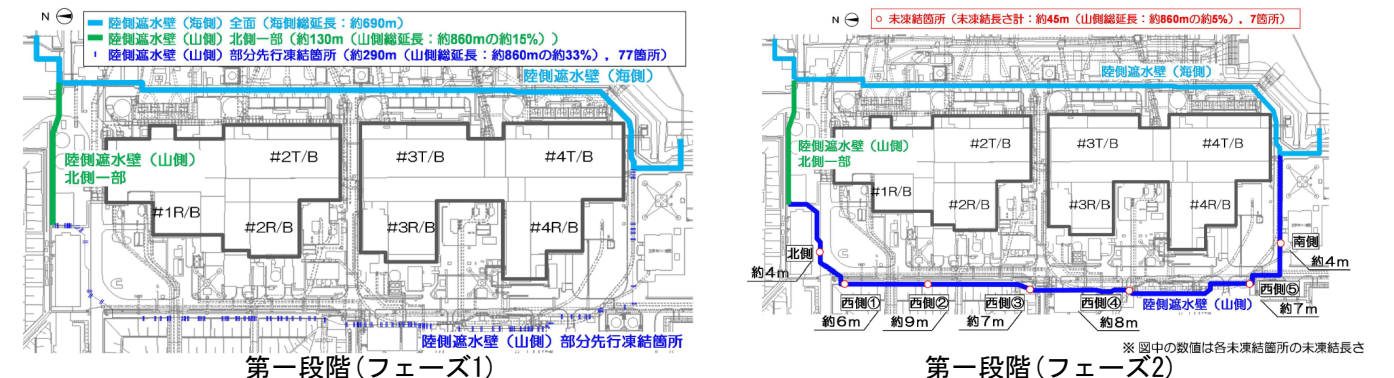 N
陸側遮水壁（海側）全面（海側総延長：約690m）
陸側遮水壁（山側）北側一部（約130m（山側総延長：約860mの約15%））
陸側遮水壁（山側）部分先行凍結箇所（約290m（山側総延長：約860mの約33%），77箇所）
陸側遮水壁（海側）
#2T/B
#3T/B
#4T/B
陸側遮水壁（山側）
北側一部
#1R/B
#2R/B
#3R/B
#4R/B
陸側遮水壁（山側）部分先行凍結箇所
第一段階(フェーズ1)
N
未凍結箇所（未凍結長さ計：約45m（山側総延長：約860mの約5%），7箇所）
陸側遮水壁（海側）
#2T/B
#3T/B
#4T/B
陸側遮水壁（山側）
北側一部
#1R/B
#2R/B
#3R/B
#4R/B
北側
約4m
南側
約4m
西側①
約6m
西側②
約9m
西側③
約7m
西側④
約8m
陸側遮水壁（山側）
西側⑤
約7m
※ 図中の数値は各未凍結箇所の未凍結長さ
第一段階(フェーズ2)